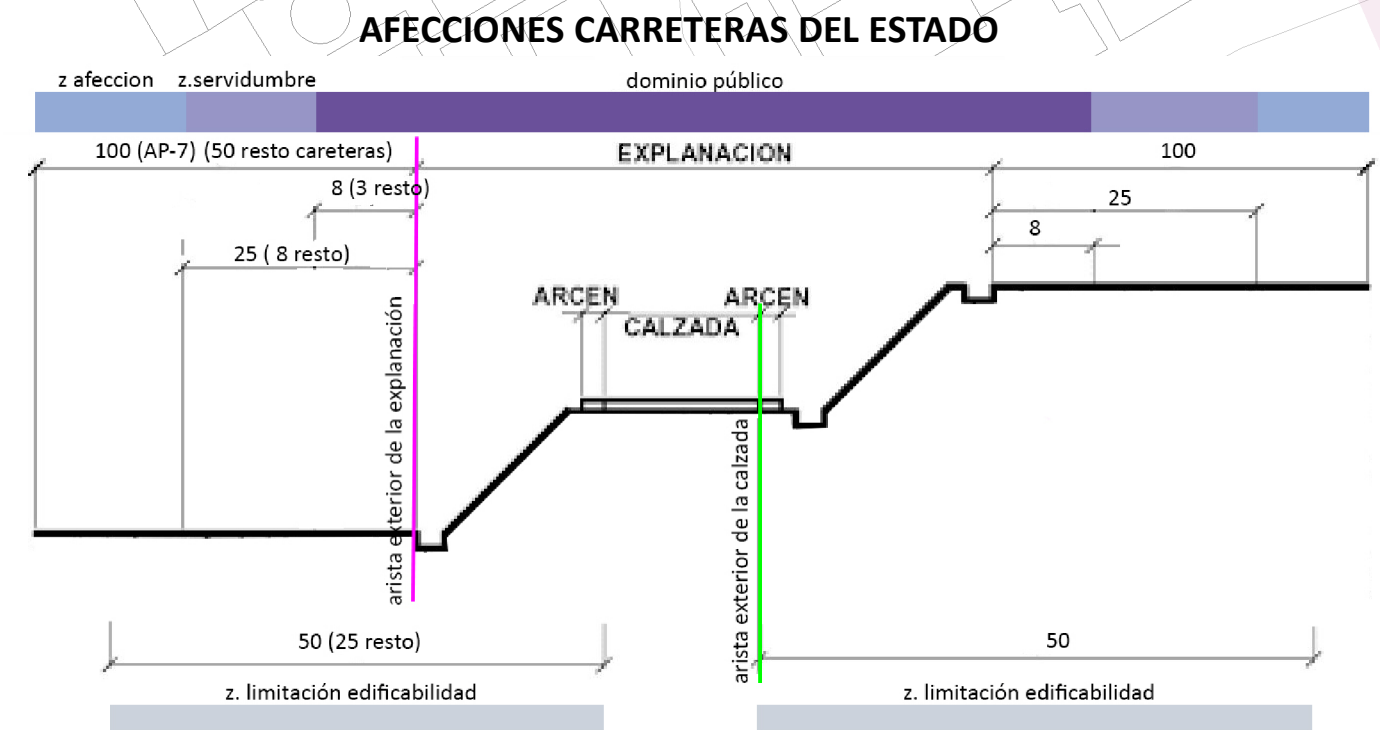 AFECCIONES CARRETERAS DEL ESTADO
z afeccion z.servidumbre dominio público
100 (AP-7) (50 resto careteras) EXPLANACION 100
8 (3 resto) 25
8
25 ( 8 resto)
ARCEN ARCEN
CALZADA
arista exterior de la explanación
arista exterior de la calzada
50 (25 resto) 50
z. limitación edificabilidad z. limitación edificabilidad